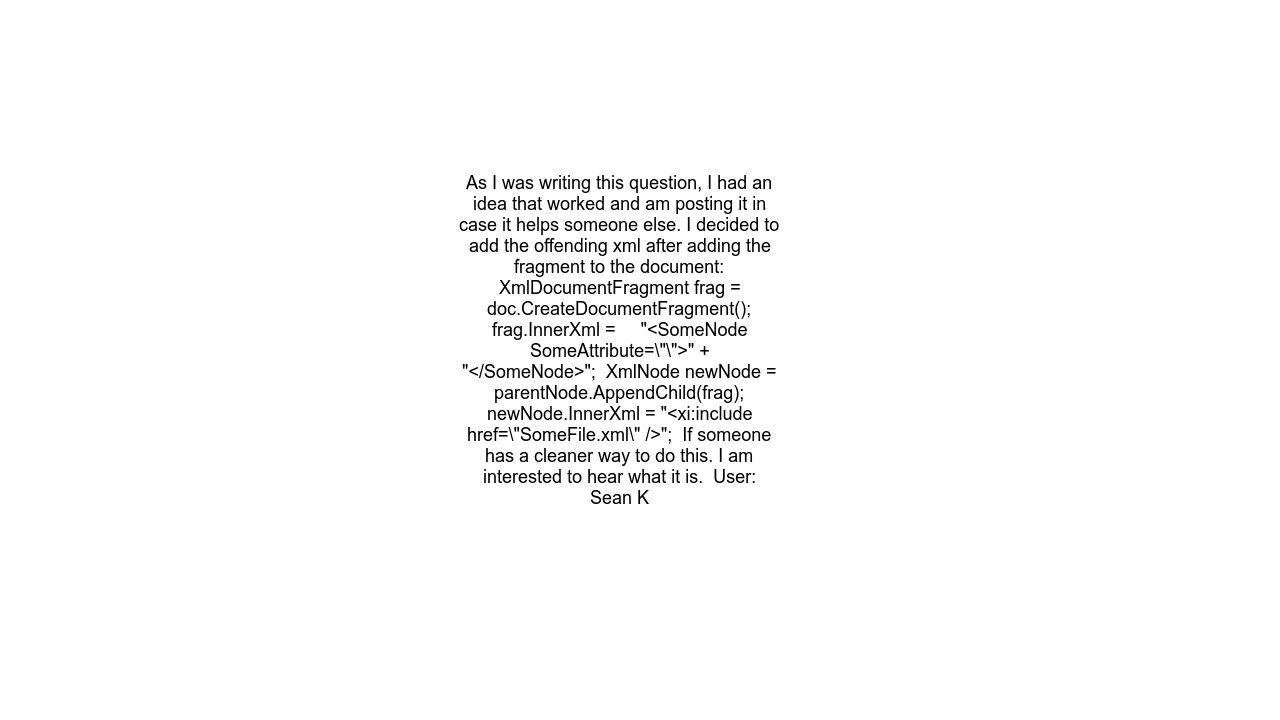 As I was writing this question, I had an
idea that worked and am posting it in
case it helps someone else. I decided to
add the offending xml after adding the
fragment to the document:
XmlDocumentFragment frag =
doc.CreateDocumentFragment();
frag.InnerXml =     "<SomeNode
SomeAttribute=\"\">" +
"</SomeNode>";  XmlNode newNode =
parentNode.AppendChild(frag);
newNode.InnerXml = "<xi:include
href=\"SomeFile.xml\" />";  If someone
has a cleaner way to do this. I am
interested to hear what it is.  User:
Sean K